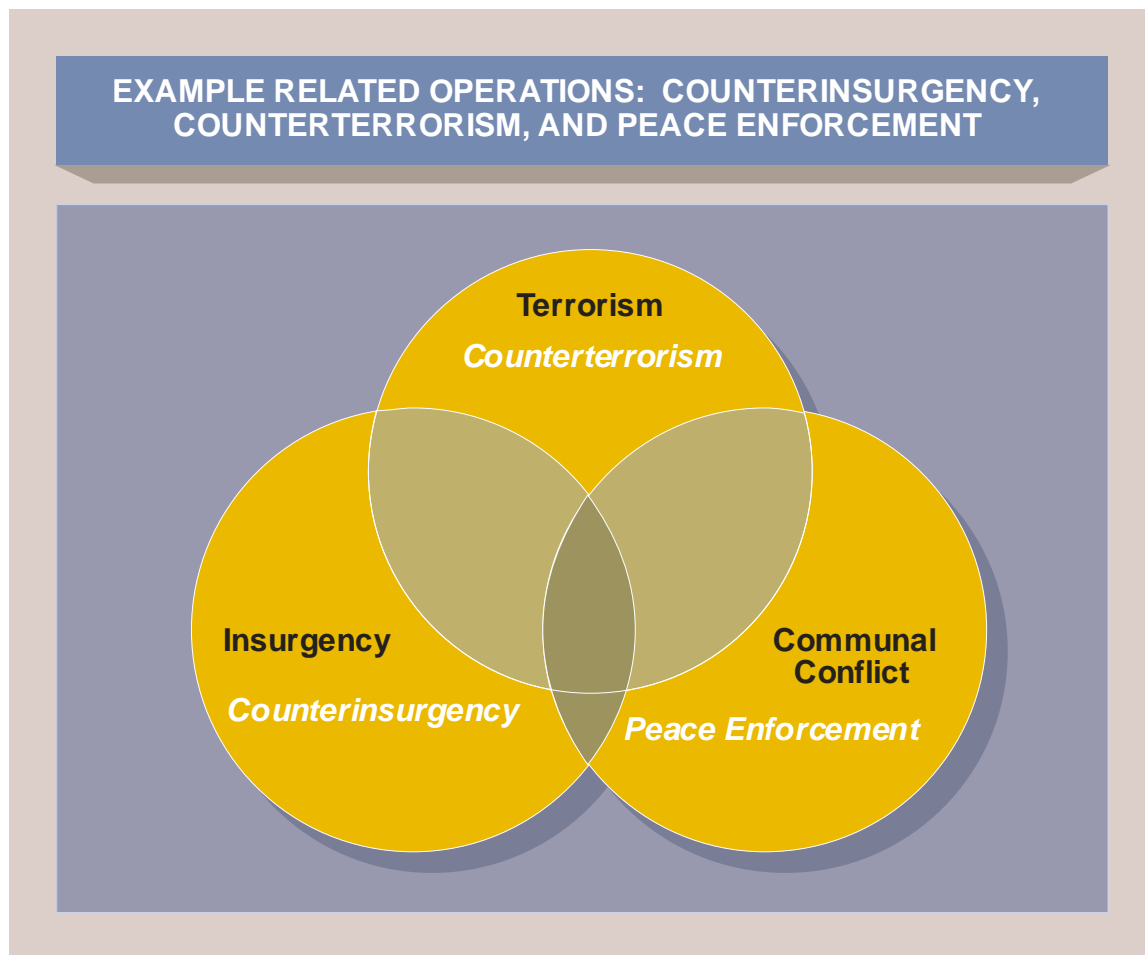 EXAMPLE RELATED OPERATIONS: COUNTERINSURGENCY,
COUNTERTERRORISM, AND PEACE ENFORCEMENT
Terrorism
Counterterrorism
Insurgency
Counterinsurgency
Communal
Conflict
Peace Enforcement